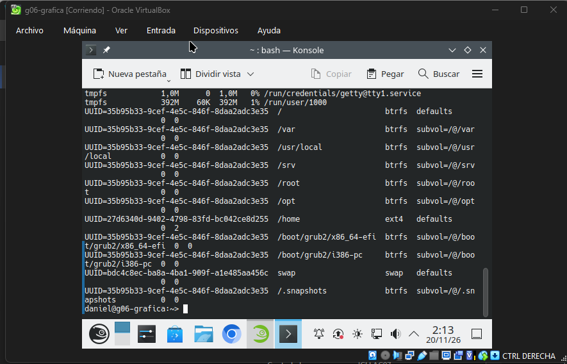 g06-grafica [Corriendo] - Oracle VirtualBox
Archivo Máquina Ver Entrada Dispositivos Ayuda
~ : bash — Konsole
Nueva pestaña Dividir vista Copiar Pegar Buscar
tmpfs 1,0M 0 1,0M 0% /run/credentials/getty@tty1.service
tmpfs 392M 60K 392M 1% /run/user/1000
UUID=35b95b33-9cef-4e5c-846f-8daa2adc3e35 / btrfs defaults
0 0
UUID=35b95b33-9cef-4e5c-846f-8daa2adc3e35 /var btrfs subvol=/@/var
0 0
UUID=35b95b33-9cef-4e5c-846f-8daa2adc3e35 /usr/local btrfs subvol=/@/usr
/local 0 0
UUID=35b95b33-9cef-4e5c-846f-8daa2adc3e35 /srv btrfs subvol=/@/srv
0 0
UUID=35b95b33-9cef-4e5c-846f-8daa2adc3e35 /root btrfs subvol=/@/roo
t 0 0
UUID=35b95b33-9cef-4e5c-846f-8daa2adc3e35 /opt btrfs subvol=/@/opt
0 0
UUID=27d6340d-9402-4798-83fd-bc042ce8d255 /home ext4 defaults
0 2
UUID=35b95b33-9cef-4e5c-846f-8daa2adc3e35 /boot/grub2/x86_64-efi btrfs subvol=/@/boo
t/grub2/x86_64-efi 0 0
UUID=35b95b33-9cef-4e5c-846f-8daa2adc3e35 /boot/grub2/i386-pc btrfs subvol=/@/boo
t/grub2/i386-pc 0 0
UUID=bdc4c8ec-ba8a-4ba1-909f-a1e485aa456c swap swap defaults
0 0
UUID=35b95b33-9cef-4e5c-846f-8daa2adc3e35 /.snapshots btrfs subvol=/@/.sn
apshots 0 0
daniel@g06-grafica:~>
2:13
20/11/26
CTRL DERECHA